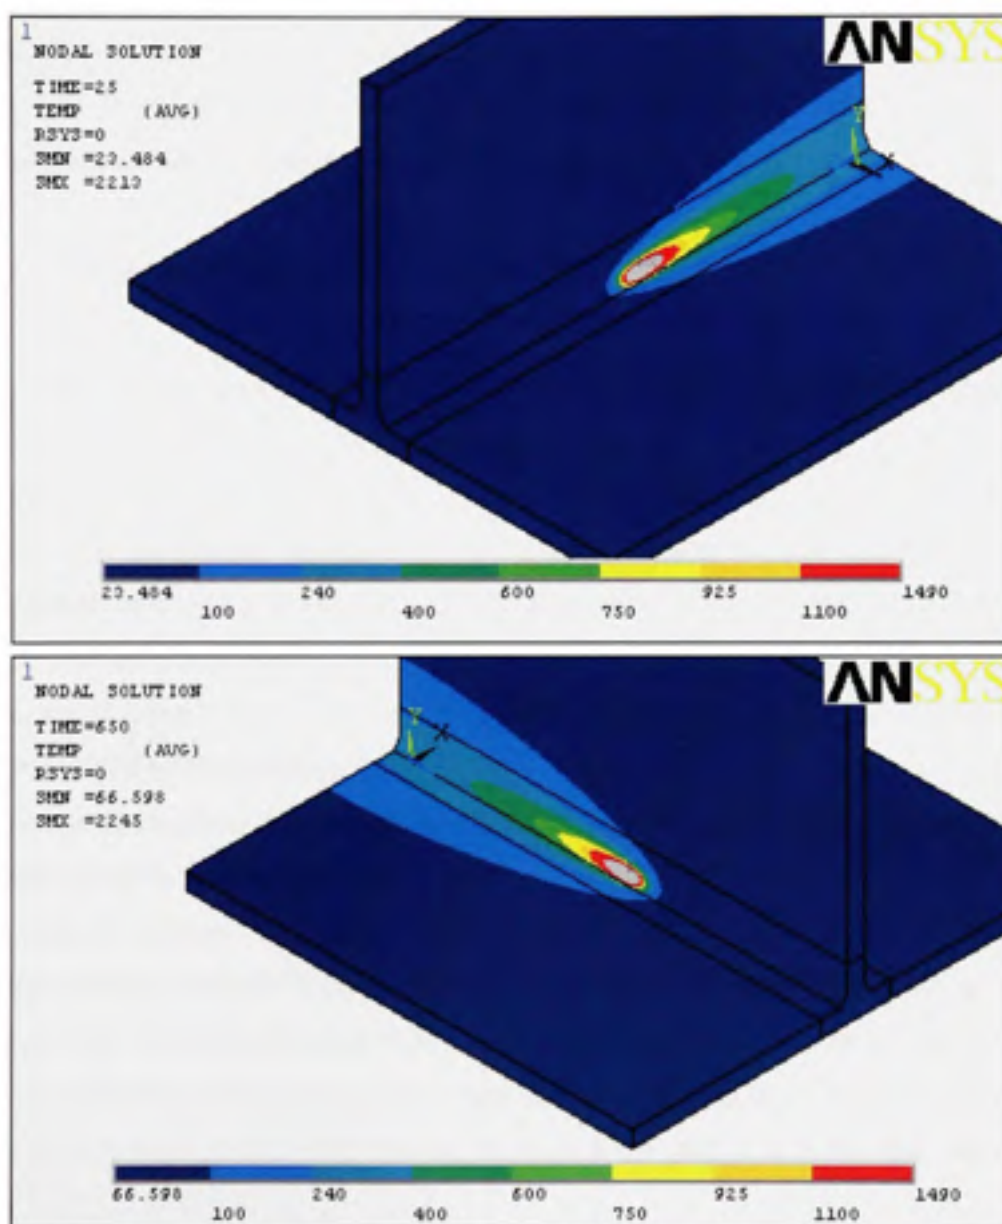 1
ANSYS
NODAL SOLUTION
TIME=25
TEMP (AVG)
RSYS=0
SMN =23.484
SMX =2213
Y
X
23.484 240 600 925 1490
100 400 750 1100
1
ANSYS
NODAL SOLUTION
TIME=650
TEMP (AVG)
RSYS=0
SMN =66.598
SMX =2245
Y
X
66.598 240 600 925 1490
100 400 750 1100